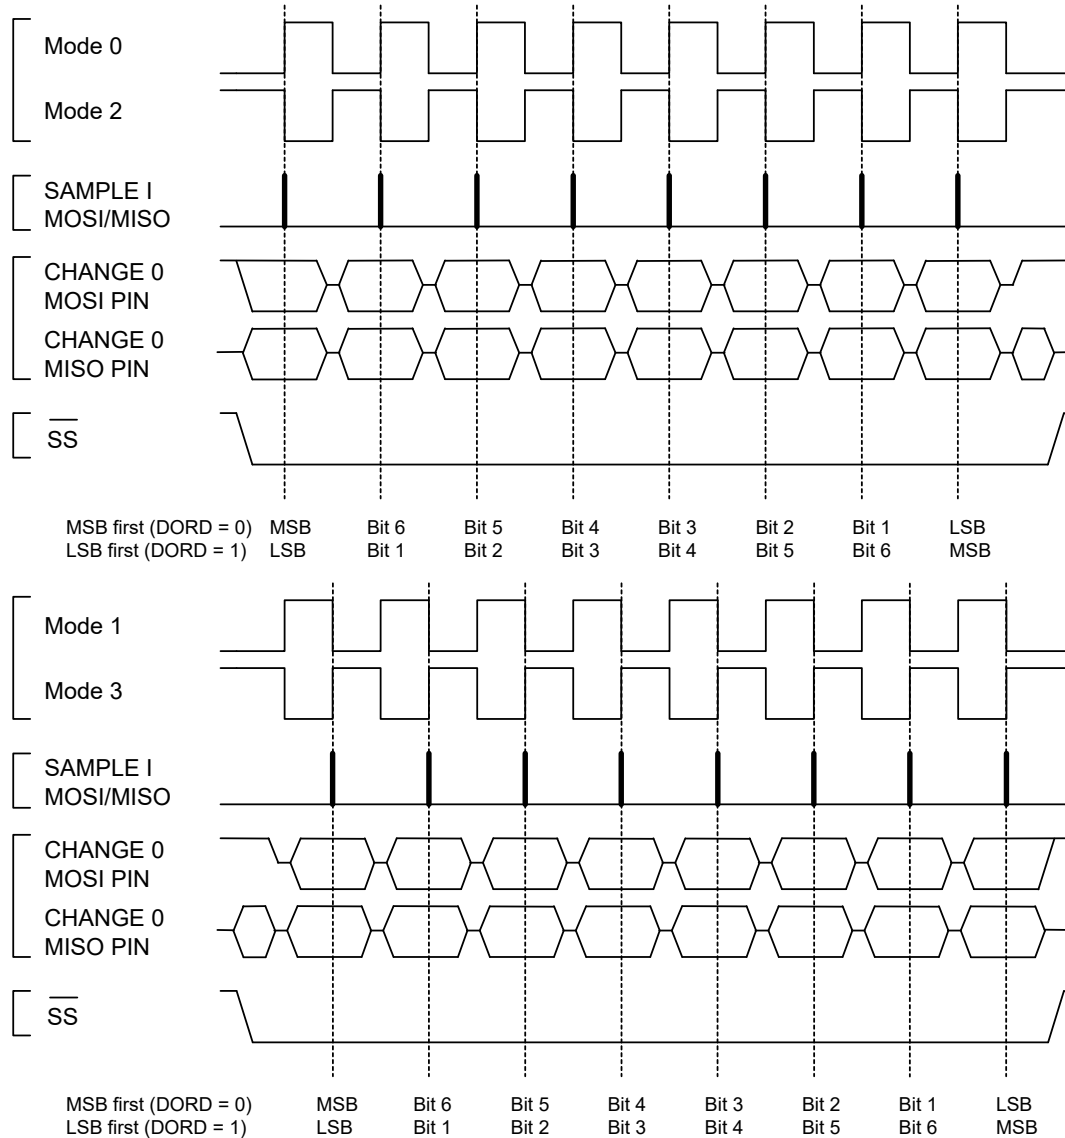 Mode 0
Mode 2
SAMPLE I
MOSI/MISO
CHANGE 0
MOSI PIN
CHANGE 0
MISO PIN
SS
MSB first (DORD = 0) MSB Bit 6 Bit 5 Bit 4 Bit 3 Bit 2 Bit 1 LSB
LSB first (DORD = 1) LSB Bit 1 Bit 2 Bit 3 Bit 4 Bit 5 Bit 6 MSB
Mode 1
Mode 3
SAMPLE I
MOSI/MISO
CHANGE 0
MOSI PIN
CHANGE 0
MISO PIN
SS
MSB first (DORD = 0) MSB Bit 6 Bit 5 Bit 4 Bit 3 Bit 2 Bit 1 LSB
LSB first (DORD = 1) LSB Bit 1 Bit 2 Bit 3 Bit 4 Bit 5 Bit 6 MSB